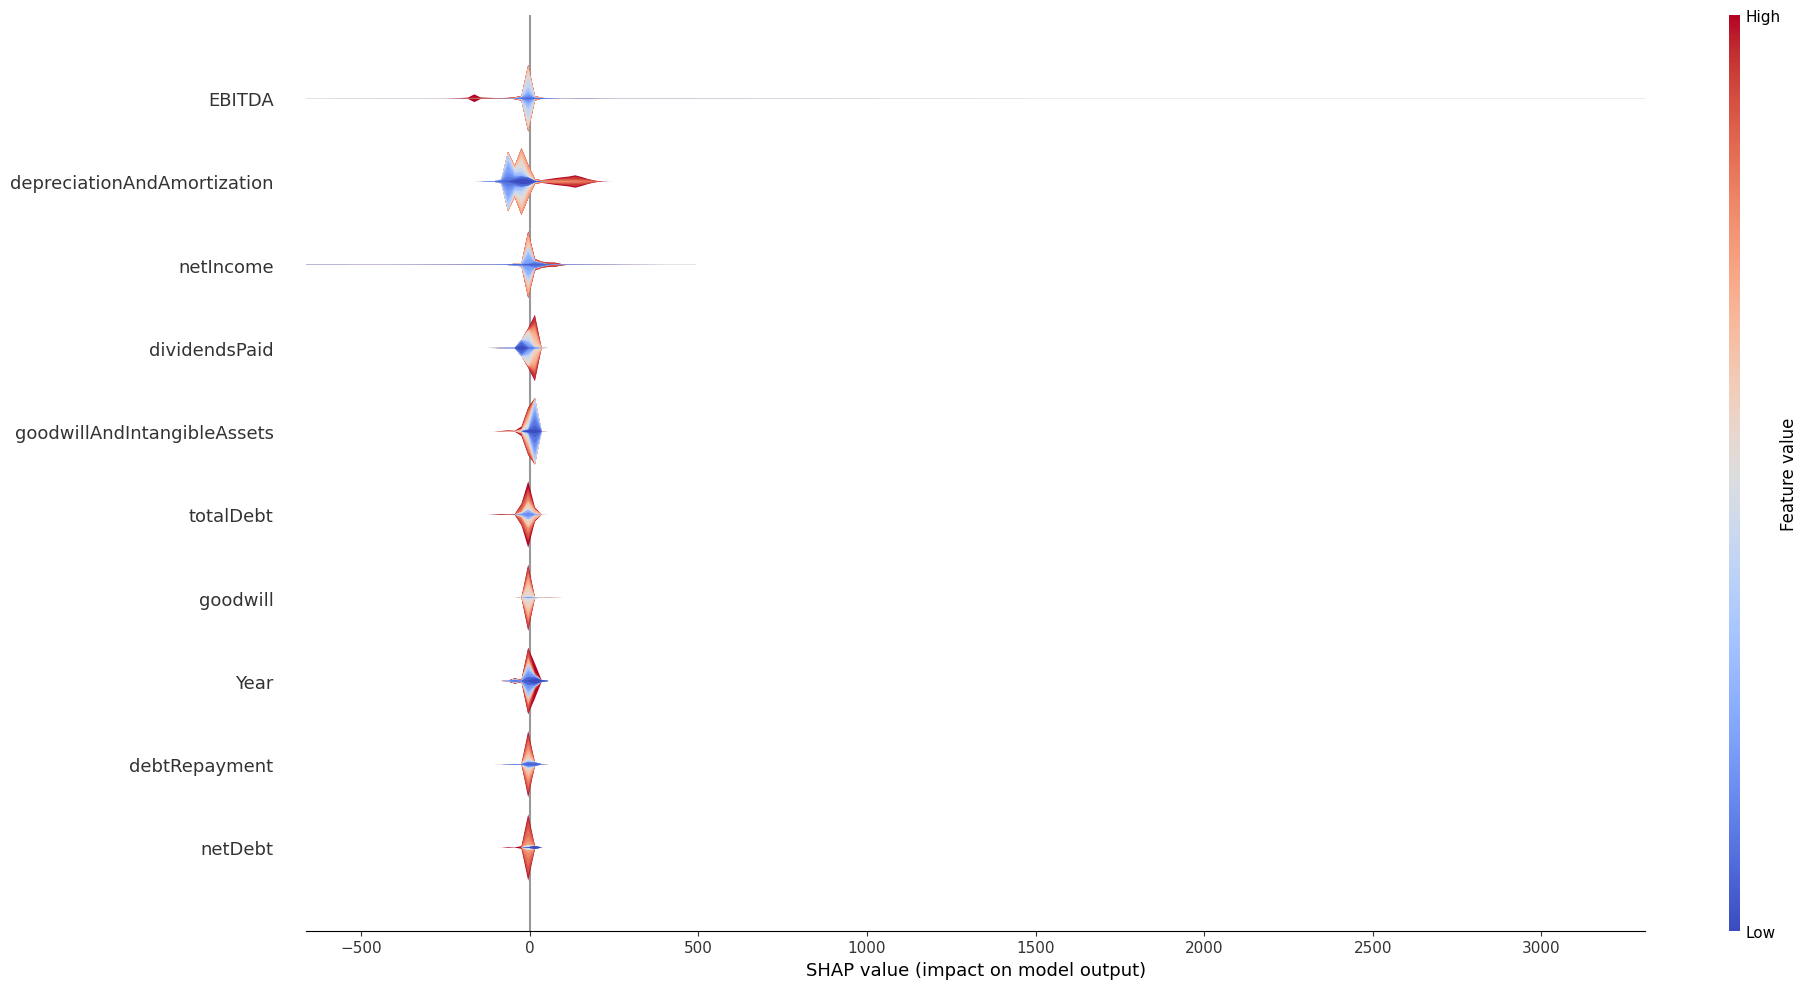 High
EBITDA
depreciationAndAmortization
netIncome
dividendsPaid
goodwillAndIntangibleAssets
totalDebt
goodwill
Year
debtRepayment
netDebt
Feature value
Low
−500 0 500 1000 1500 2000 2500 3000
SHAP value (impact on model output)